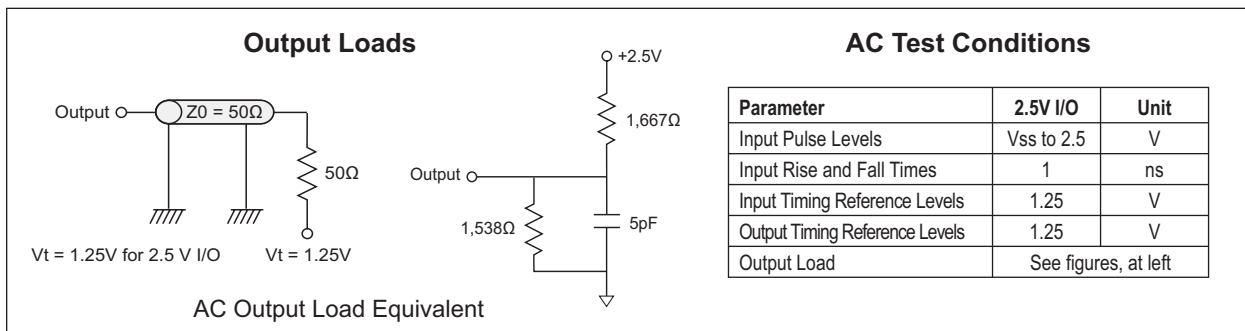 Output Loads
Output
Z0 = 50Ω
50Ω
Vt = 1.25V for 2.5 V I/O
Vt = 1.25V
+2.5V
1,667Ω
Output
1,538Ω
5pF
AC Output Load Equivalent
AC Test Conditions
Parameter 2.5V I/O Unit
Input Pulse Levels Vss to 2.5 V
Input Rise and Fall Times 1 ns
Input Timing Reference Levels 1.25 V
Output Timing Reference Levels 1.25 V
Output Load See figures, at left